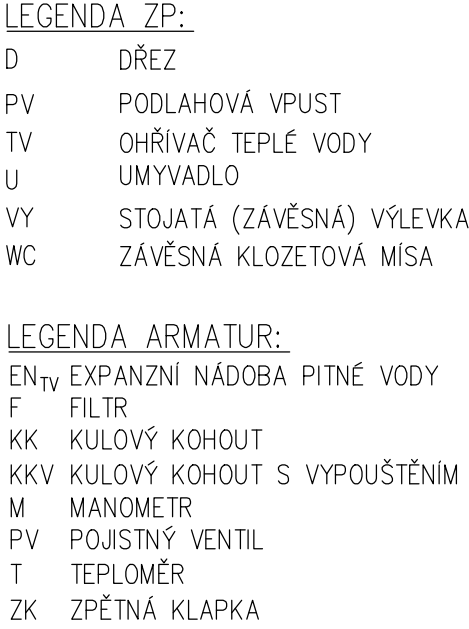 LEGENDA ZP:
D DŘEZ
PV PODLAHOVÁ VPUST
TV OHŘÍVAČ TEPLÉ VODY
U UMYVADLO
VY STOJATÁ (ZÁVĚSNÁ) VÝLEVKA
WC ZÁVĚSNÁ KLOZETOVÁ MÍSA
LEGENDA ARMATUR:
EN_TV EXPANZNÍ NÁDOBA PITNÉ VODY
F FILTR
KK KULOVÝ KOHOUT
KKV KULOVÝ KOHOUT S VYPOUŠTĚNÍM
M MANOMETR
PV POJISTNÝ VENTIL
T TEPLOMĚR
ZK ZPĚTNÁ KLAPKA